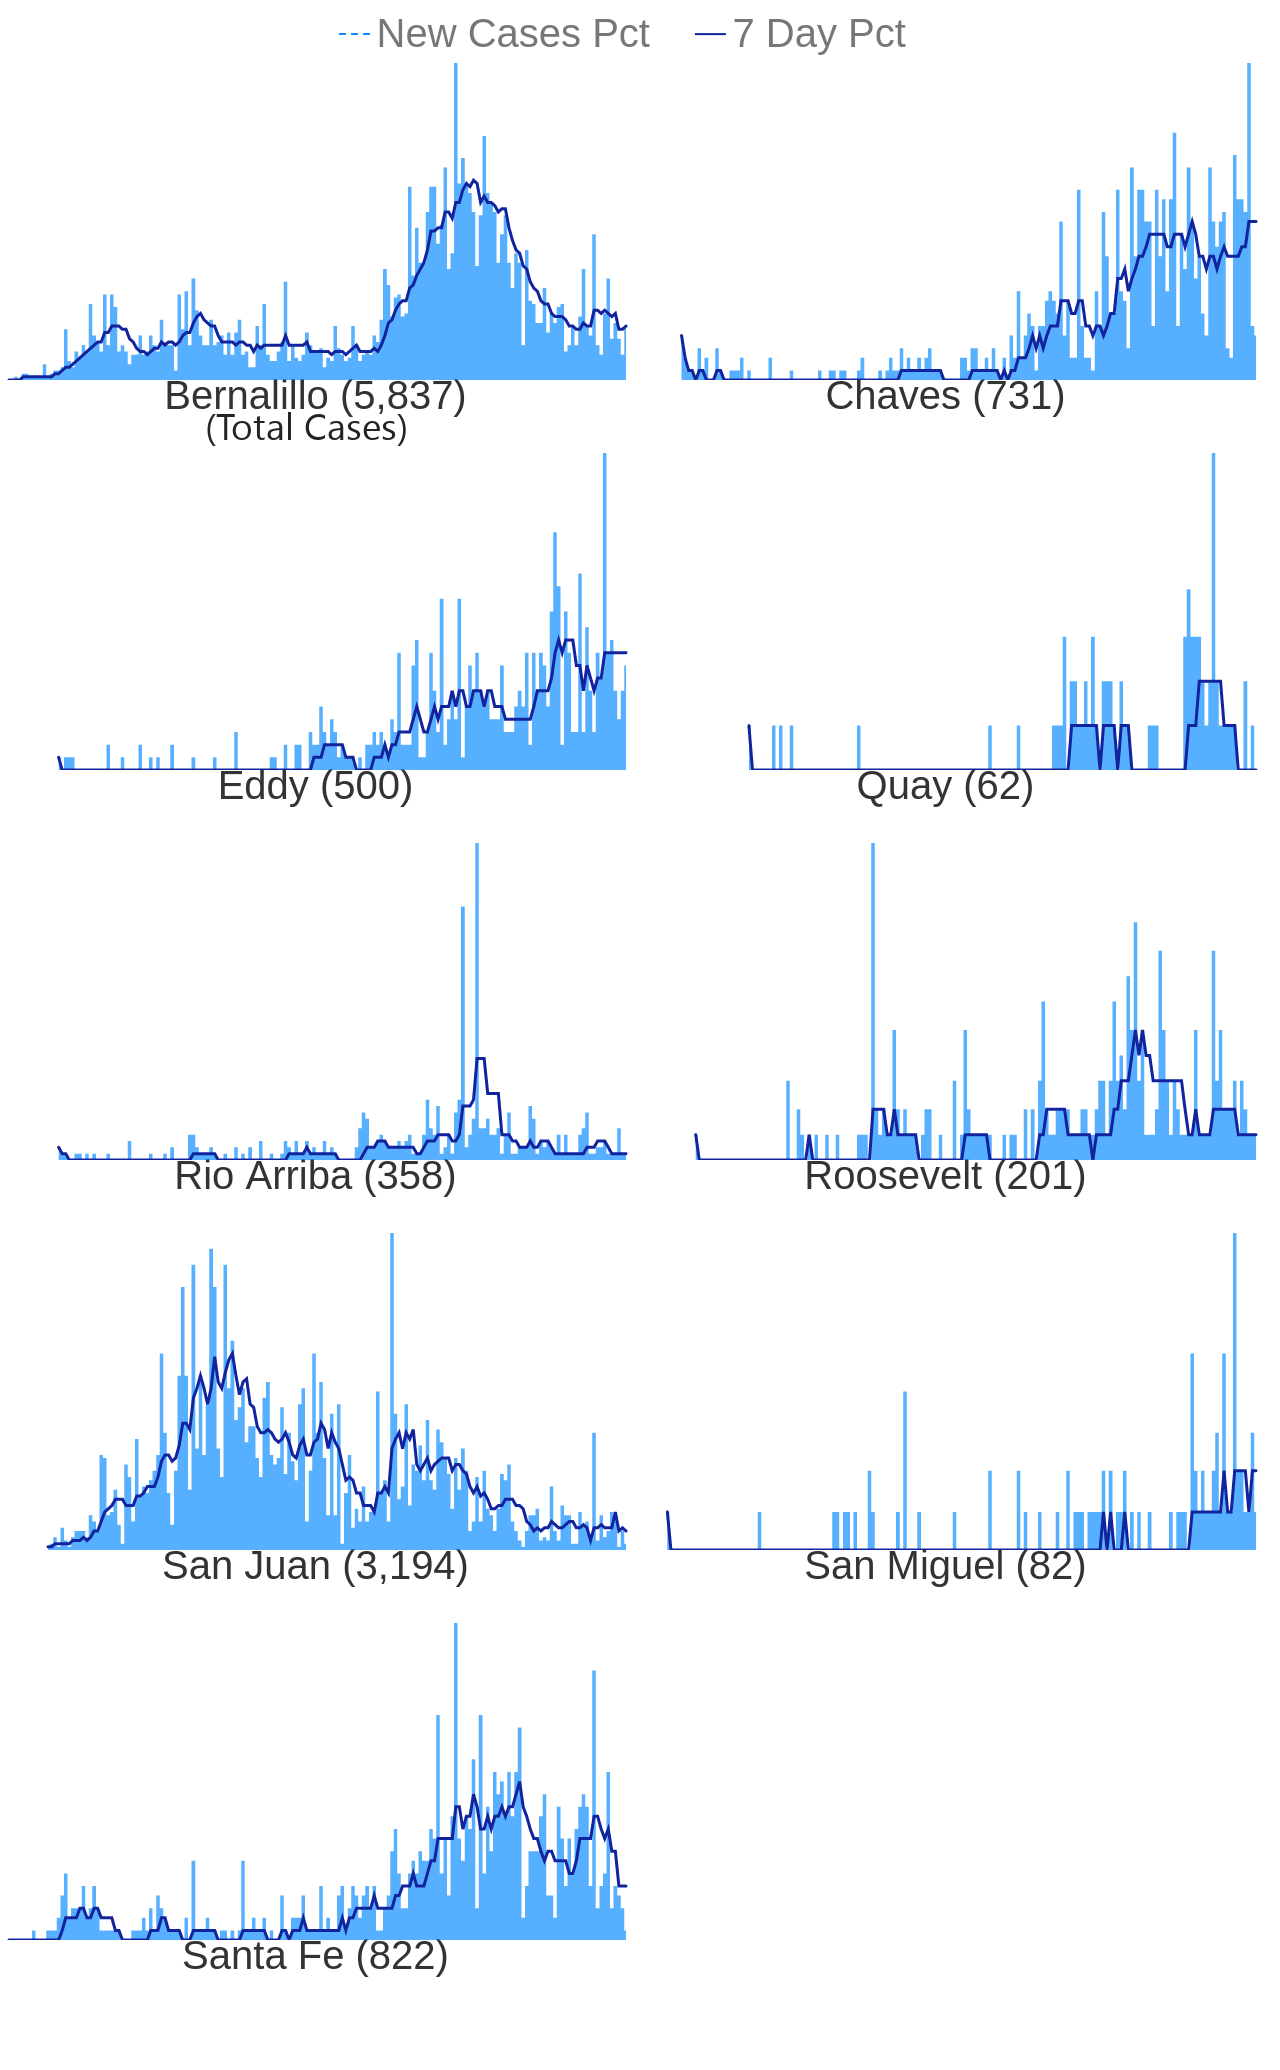 New Cases Pct 7 Day Pct
Bernalillo (5,837)
(Total Cases)
Chaves (731)
Eddy (500)
Quay (62)
Rio Arriba (358)
Roosevelt (201)
San Juan (3,194)
San Miguel (82)
Santa Fe (822)